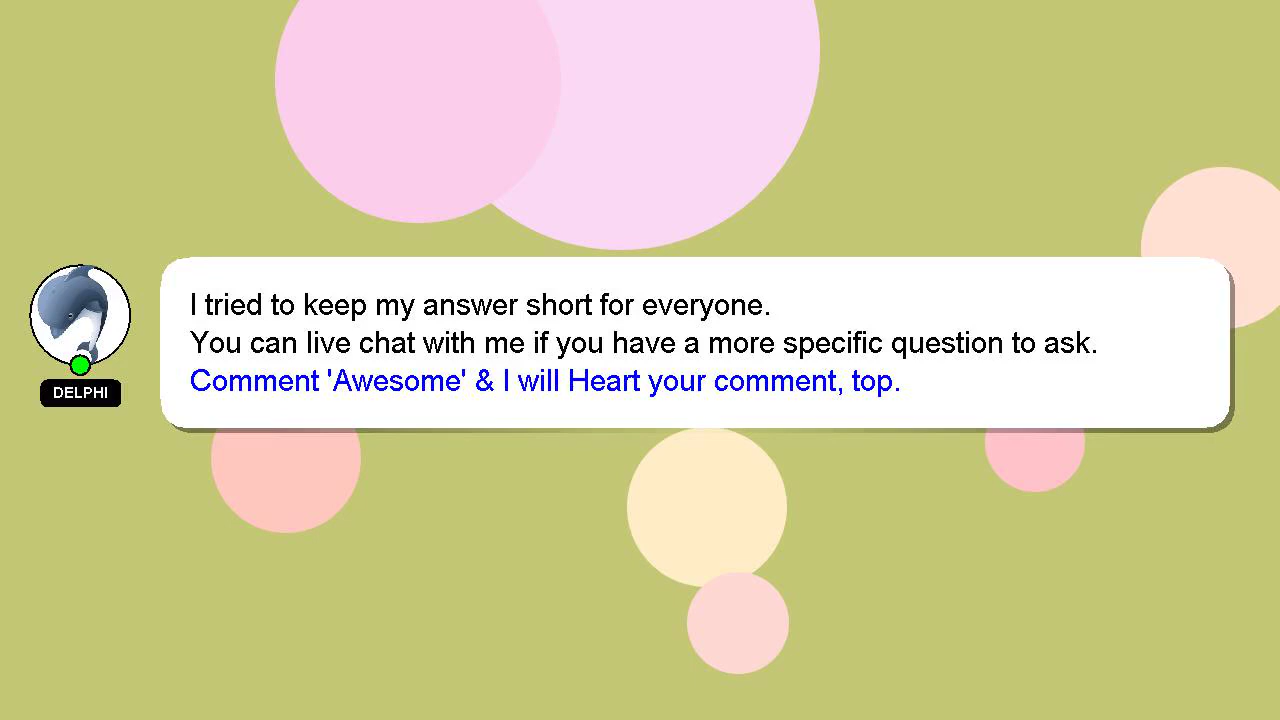 I tried to keep my answer short for everyone.
You can live chat with me if you have a more specific question to ask.
Comment 'Awesome' & I will Heart your comment, top.
DELPHI